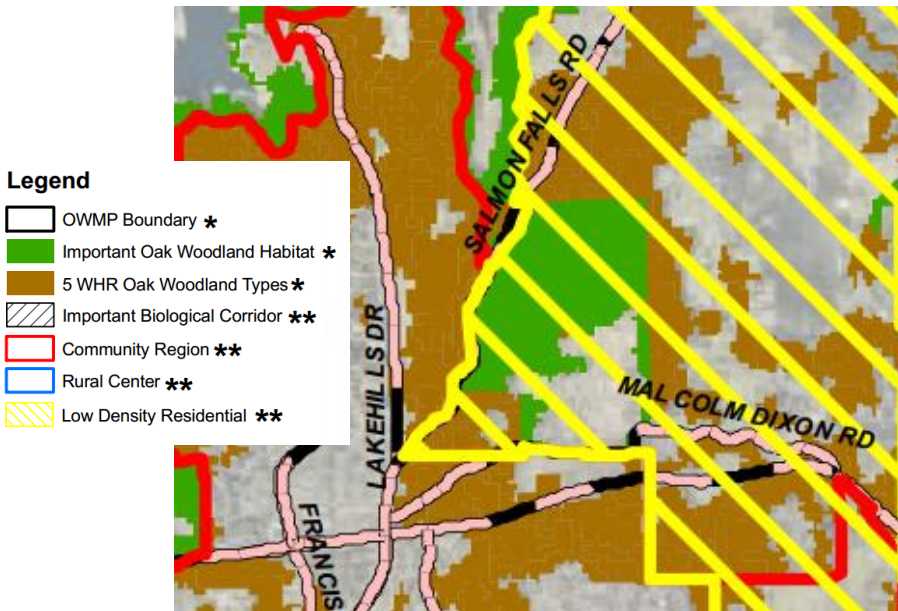 SALMON FALLS RD
Legend
OWMP Boundary *
Important Oak Woodland Habitat *
5 WHR Oak Woodland Types *
Important Biological Corridor **
Community Region **
Rural Center **
Low Density Residential **
LAKEHILLS DR
MALCOLM DIXON RD
FRANCIS